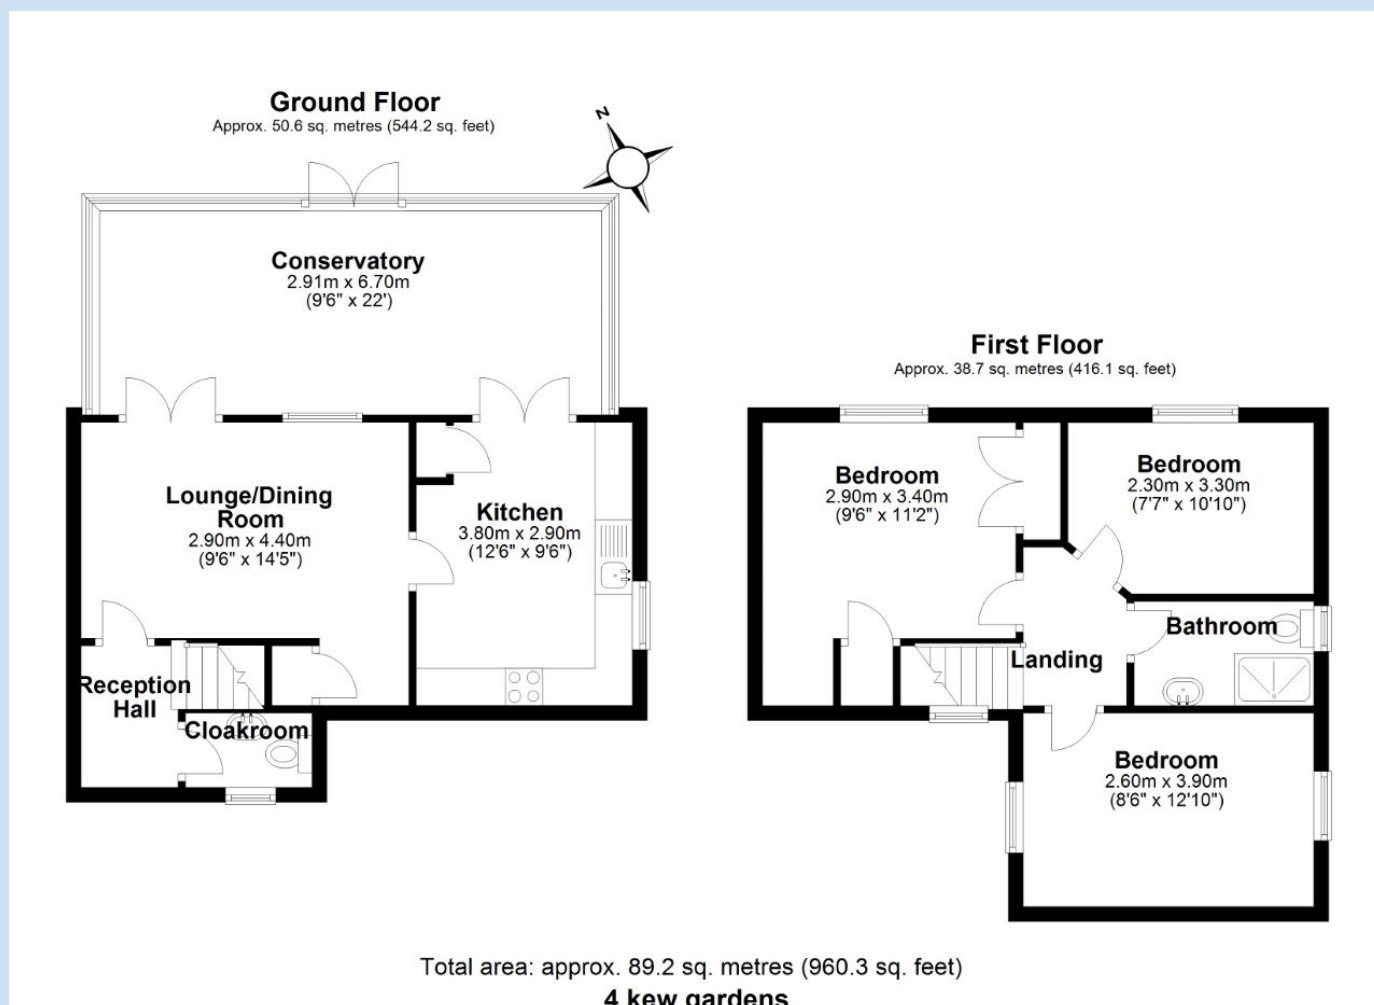 Ground Floor
Approx. 50.6 sq. metres (544.2 sq. feet)
N
Conservatory
2.91m x 6.70m
(9'6" x 22')
Lounge/Dining
Room
2.90m x 4.40m
(9'6" x 14'5")
Kitchen
3.80m x 2.90m
(12'6" x 9'6")
Reception
Hall
Cloakroom
First Floor
Approx. 38.7 sq. metres (416.1 sq. feet)
Bedroom
2.90m x 3.40m
(9'6" x 11'2")
Bedroom
2.30m x 3.30m
(7'7" x 10'10")
Bathroom
Landing
Bedroom
2.60m x 3.90m
(8'6" x 12'10")
Total area: approx. 89.2 sq. metres (960.3 sq. feet)
4 kew gardens